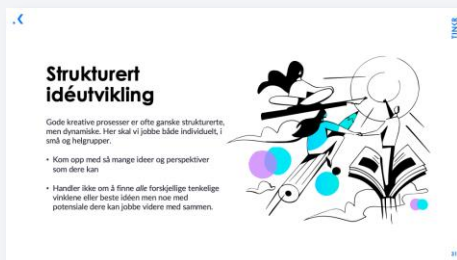 TINKR
Strukturert
idéutvikling
Gode kreative prosesser er ofte ganske strukturerte,
men dynamiske. Her skal vi jobbe både individuelt, i
små og helgrupper.
• Kom opp med så mange ideer og perspektiver
som dere kan
• Handler ikke om å finne alle forskjellige tenkelige
vinklene eller beste idéen men noe med
potensiale dere kan jobbe videre med sammen.